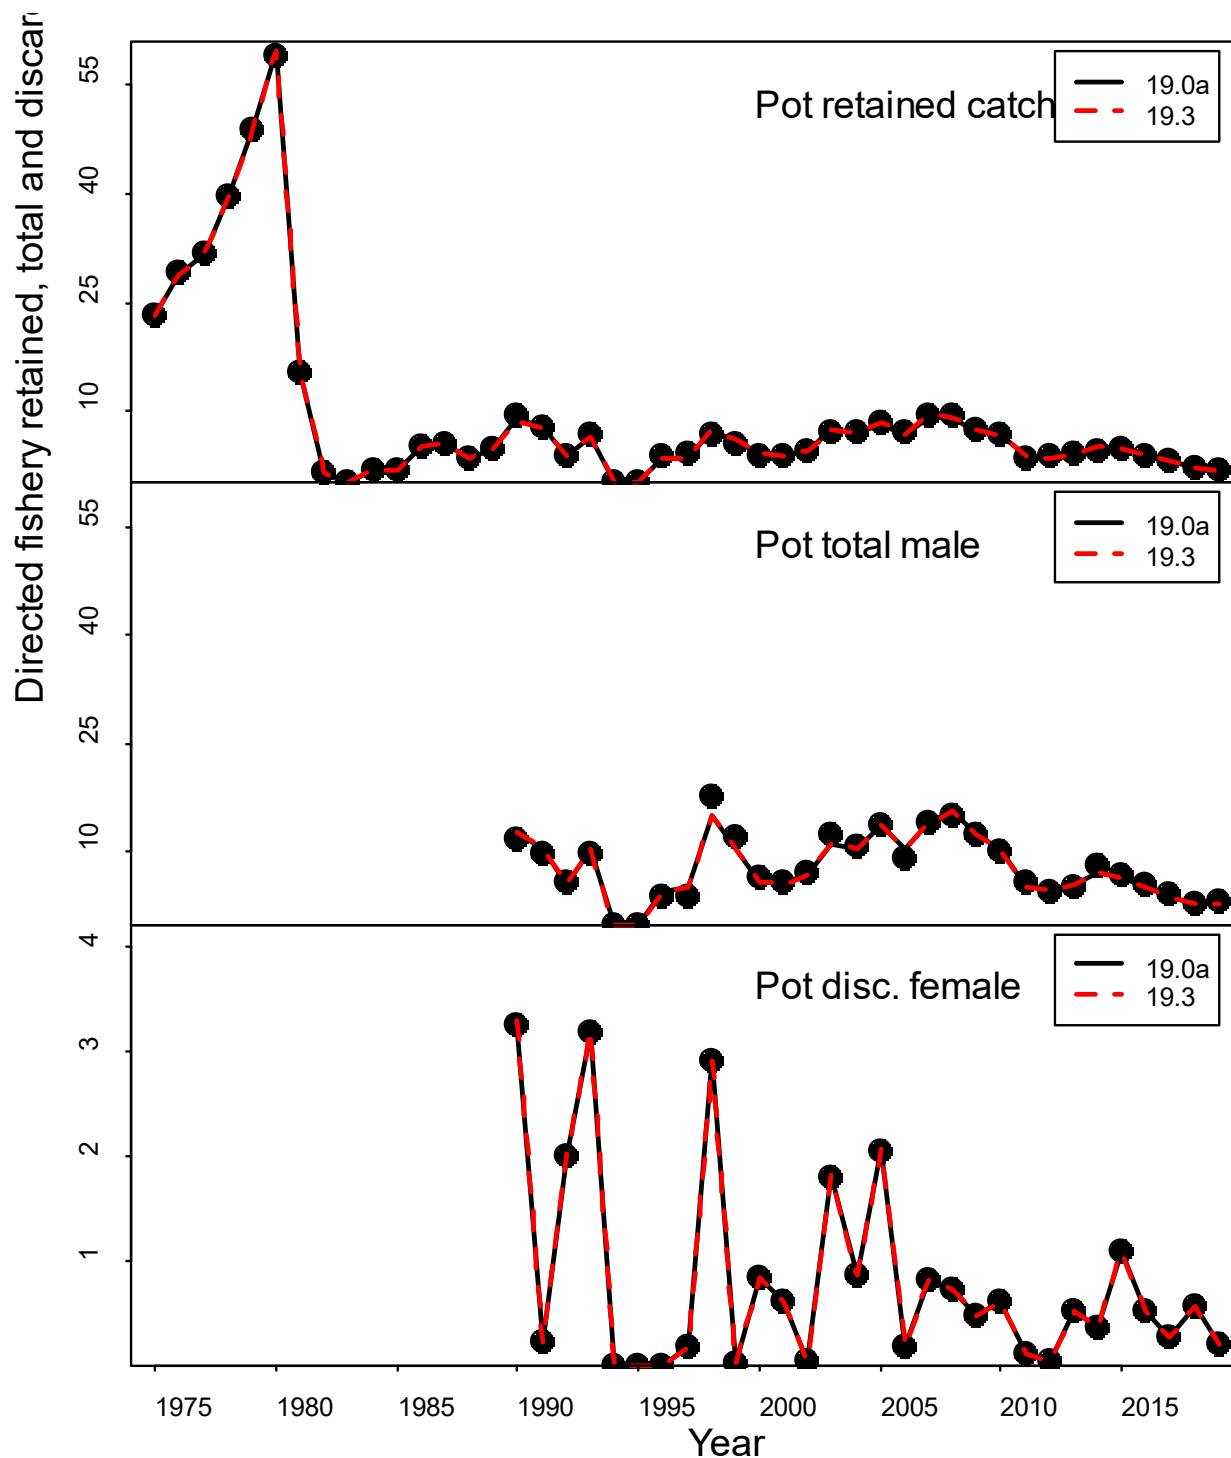 Directed fishery retained, total and
55
40
25
10
Pot retained catch
19.0a
19.3
55
40
25
10
Pot total male
19.0a
19.3
4
3
2
1
Pot disc. female
19.0a
19.3
1975 1980 1985 1990 1995 2000 2005 2010 2015
Year